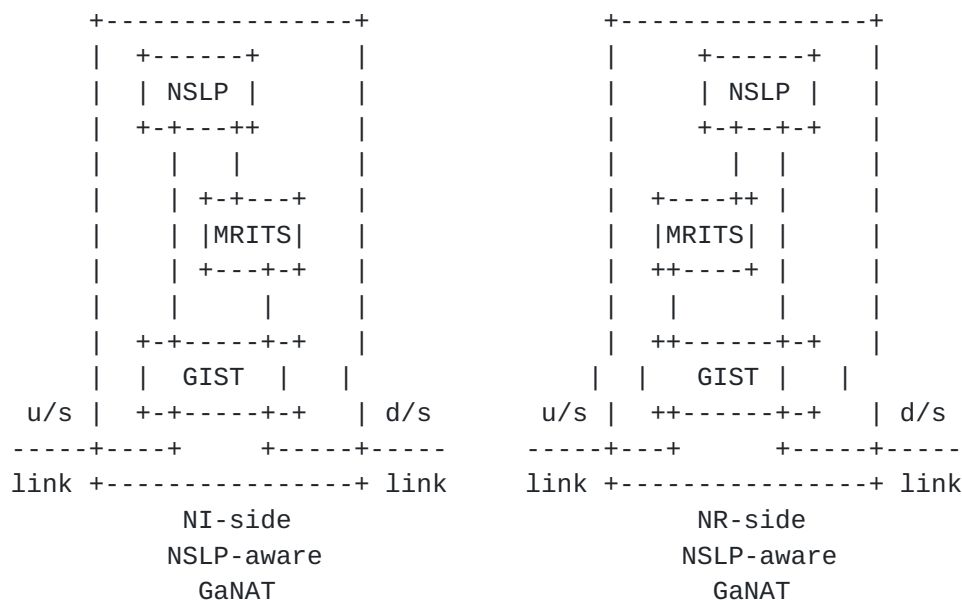 +----------------+               +----------------+
     |  +------+      |               |     +------+   |
     |  | NSLP |      |               |     | NSLP |   |
     |  +-+---++      |               |     +-+--+-+   |
     |    |   |       |               |       |  |     |
     |    | +-+---+   |               |  +----++ |     |
     |    | |MRITS|   |               |  |MRITS| |     |
     |    | +---+-+   |               |  ++----+ |     |
     |    |     |     |               |   |      |     |
     |  +-+-----+-+   |               |  ++------+-+   |
     |  |  GIST  |   |               |  |   GIST |   |
 u/s |  +-+-----+-+   | d/s       u/s |  ++------+-+   | d/s
-----+----+     +-----+-----     -----+---+      +-----+-----
link +----------------+ link     link +----------------+ link
           NI-side                          NR-side
          NSLP-aware                       NSLP-aware
            GaNAT                            GaNAT